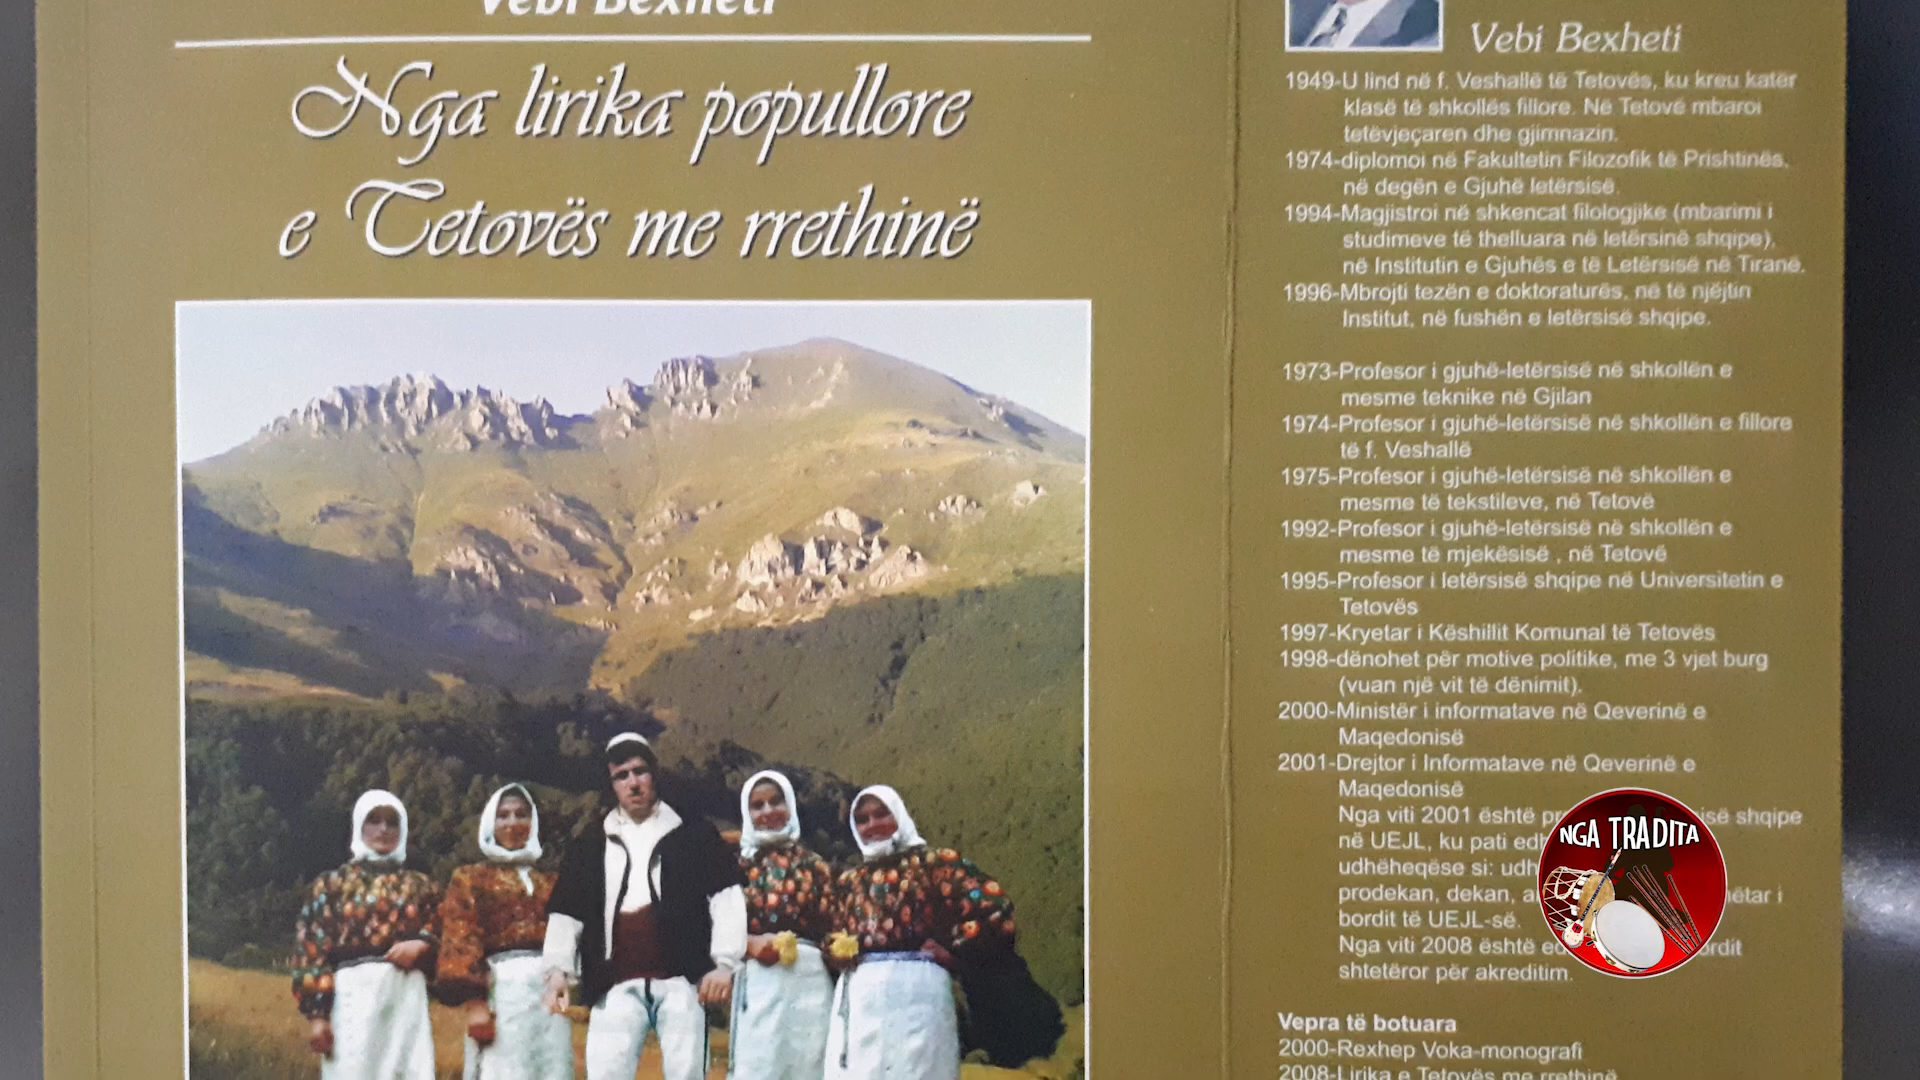 Vebi Bexheti
Nga lirika popullore
e Tetovës me rrethinë
Vebi Bexheti
1949-U lind në f. Veshallë të Tetovës, ku kreu katër
klasë të shkollës fillore. Në Tetovë mbaroi
tetëvjeçaren dhe gjimnazin.
1974-diplomoi në Fakultetin Filozofik të Prishtinës,
në degën e Gjuhë letërsisë.
1994-Magjistroi në shkencat filologjike (mbarimi i
studimeve të thelluara në letërsinë shqipe),
në Institutin e Gjuhës e të Letërsisë në Tiranë.
1996-Mbrojti tezën e doktoraturës, në të njëjtin
Institut, në fushën e letërsisë shqipe.
1973-Profesor i gjuhë-letërsisë në shkollën e
mesme teknike në Gjilan
1974-Profesor i gjuhë-letërsisë në shkollën e fillore
të f. Veshallë
1975-Profesor i gjuhë-letërsisë në shkollën e
mesme të tekstileve, në Tetovë
1992-Profesor i gjuhë-letërsisë në shkollën e
mesme të mjekësisë , në Tetovë
1995-Profesor i letërsisë shqipe në Universitetin e
Tetovës
1997-Kryetar i Këshillit Komunal të Tetovës
1998-dënohet për motive politike, me 3 vjet burg
(vuan një vit të dënimit).
2000-Ministër i informatave në Qeverinë e
Maqedonisë
2001-Drejtor i Informatave në Qeverinë e
Maqedonisë
Nga viti 2001 është shqipe
në UEJL, ku pati
udhëheqëse si:
prodekan, dekan, i
bordit të UEJL-së.
Nga viti 2008 është
shtetëror për akreditim.
NGA TRADITA
Vepra të botuara
2000-Rexhep Voka-monografi
2008-Lirika e Tetovës me rrethinë